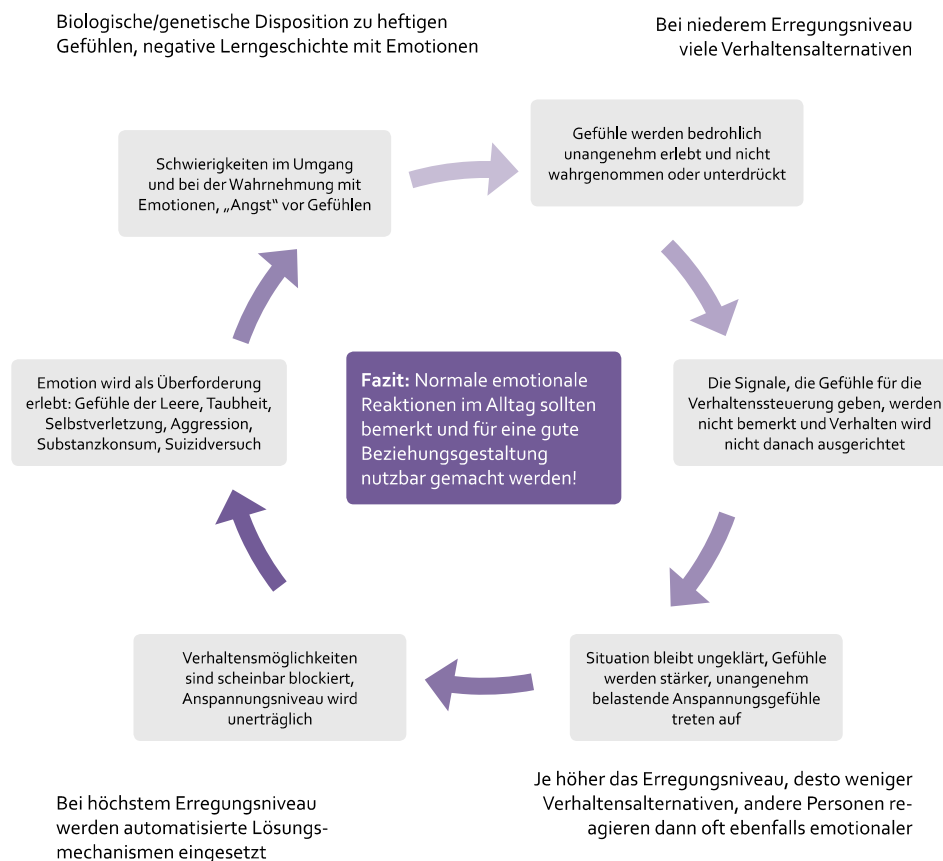 Biologische/genetische Disposition zu heftigen
Gefühlen, negative Lerngeschichte mit Emotionen
Bei niederem Erregungsniveau
viele Verhaltensalternativen
Schwierigkeiten im Umgang
und bei der Wahrnehmung mit
Emotionen, „Angst“ vor Gefühlen
Gefühle werden bedrohlich
unangenehm erlebt und nicht
wahrgenommen oder unterdrückt
Die Signale, die Gefühle für die
Verhaltenssteuerung geben, werden
nicht bemerkt und Verhalten wird
nicht danach ausgerichtet
Situation bleibt ungeklärt, Gefühle
werden stärker, unangenehm
belastende Anspannungsgefühle
treten auf
Je höher das Erregungsniveau, desto weniger
Verhaltensalternativen, andere Personen re-
agieren dann oft ebenfalls emotionaler
Verhaltensmöglichkeiten
sind scheinbar blockiert,
Anspannungsniveau wird
unerträglich
Bei höchstem Erregungsniveau
werden automatisierte Lösungs-
mechanismen eingesetzt
Emotion wird als Überforderung
erlebt: Gefühle der Leere, Taubheit,
Selbstverletzung, Aggression,
Substanzkonsum, Suizidversuch
Fazit: Normale emotionale
Reaktionen im Alltag sollten
bemerkt und für eine gute
Beziehungsgestaltung
nutzbar gemacht werden!